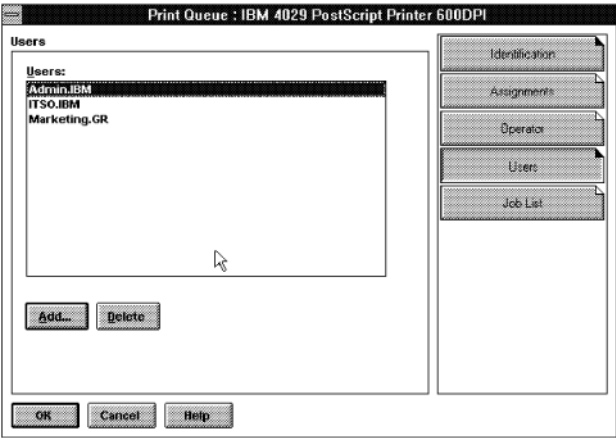 Print Queue : IBM 4029 PostScript Printer 600DPI
Users
Users:
Admin.IBM
ITSO.IBM
Marketing.GR
Add...
Delete
OK
Cancel
Help
Identification
Assignments
Operator
Users
Job List